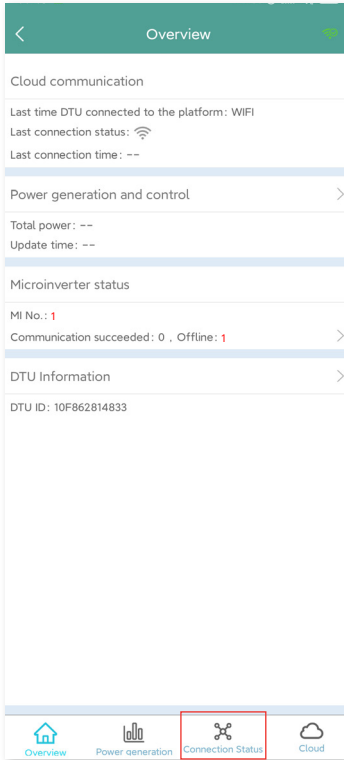 Overview
Cloud communication
Last time DTU connected to the platform: WIFI
Last connection status:
Last connection time: --
Power generation and control
Total power: --
Update time: --
Microinverter status
MI No.: 1
Communication succeeded: 0 , Offline: 1
DTU Information
DTU ID: 10F862814833
Overview Power generation Connection Status Cloud